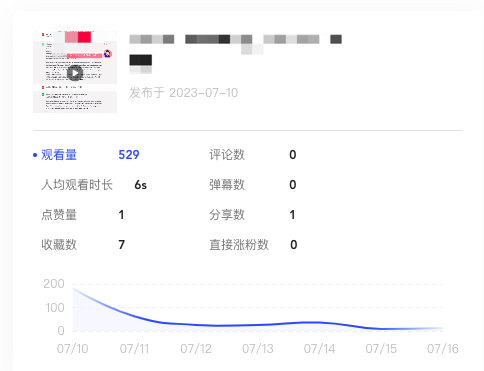 发布于 2023-07-10
观看量 529 评论数 0
人均观看时长 6s 弹幕数 0
点赞量 1 分享数 1
收藏数 7 直接涨粉数 0
200
100
0
07/10 07/11 07/12 07/13 07/14 07/15 07/16